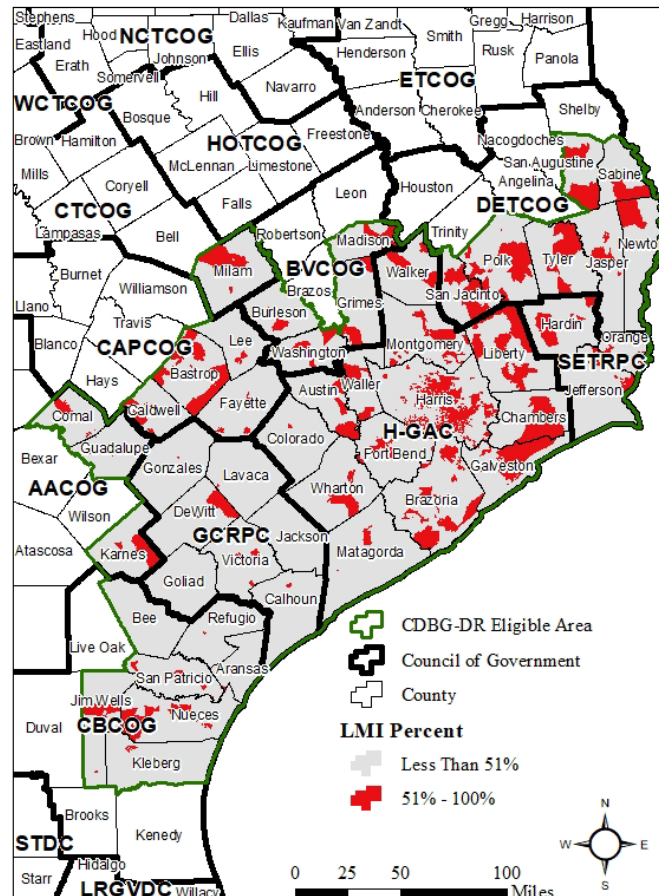 Stephens
Hood
NCTCOG
Dallas
Kaufman
Van Zandt
Smith
Gregg
Harrison
Eastland
Erath
Johnson
Ellis
Henderson
Rusk
Panola
Somervell
Navarro
ETCOG
WCTCOG
Hill
Anderson
Cherokee
Shelby
Bosque
HOTCOG
Freestone
Nacogdoches
Brown
Hamilton
McLennan
Limestone
San Augustine
Sabine
Mills
Coryell
Leon
Houston
Angelina
CTCOG
Falls
DETCOG
Lampasas
Bell
Robertson
Madison
Trinity
Newton
Burnet
Milam
BVCOG
Walker
Polk
Tyler
Jasper
Llano
Williamson
Brazos
Grimes
San Jacinto
Burleson
Travis
Hardin
Blanco
CAPCOG
Lee
Washington
Montgomery
Liberty
Orange
Hays
Bastrop
SETRPC
Austin
Waller
Harris
Jefferson
Comal
Caldwell
Fayette
Chambers
Guadalupe
Colorado
H-GAC
Bexar
Gonzales
Fort Bend
Galveston
Lavaca
AACOG
Wharton
Brazoria
Wilson
DeWitt
GCRPC
Jackson
Atascosa
Karnes
Victoria
Matagorda
Goliad
Calhoun
Bee
Refugio
Live Oak
Aransas
San Patricio
Jim Wells
Nueces
Duval
CBCOG
Kleberg
Brooks
Kenedy
STDC
Hidalgo
Starr
LRGVDC
Willacy
CDBG-DR Eligible Area
Council of Government
County
LMI Percent
Less Than 51%
51% - 100%
N
W
E
S
0 25 50 100
Miles